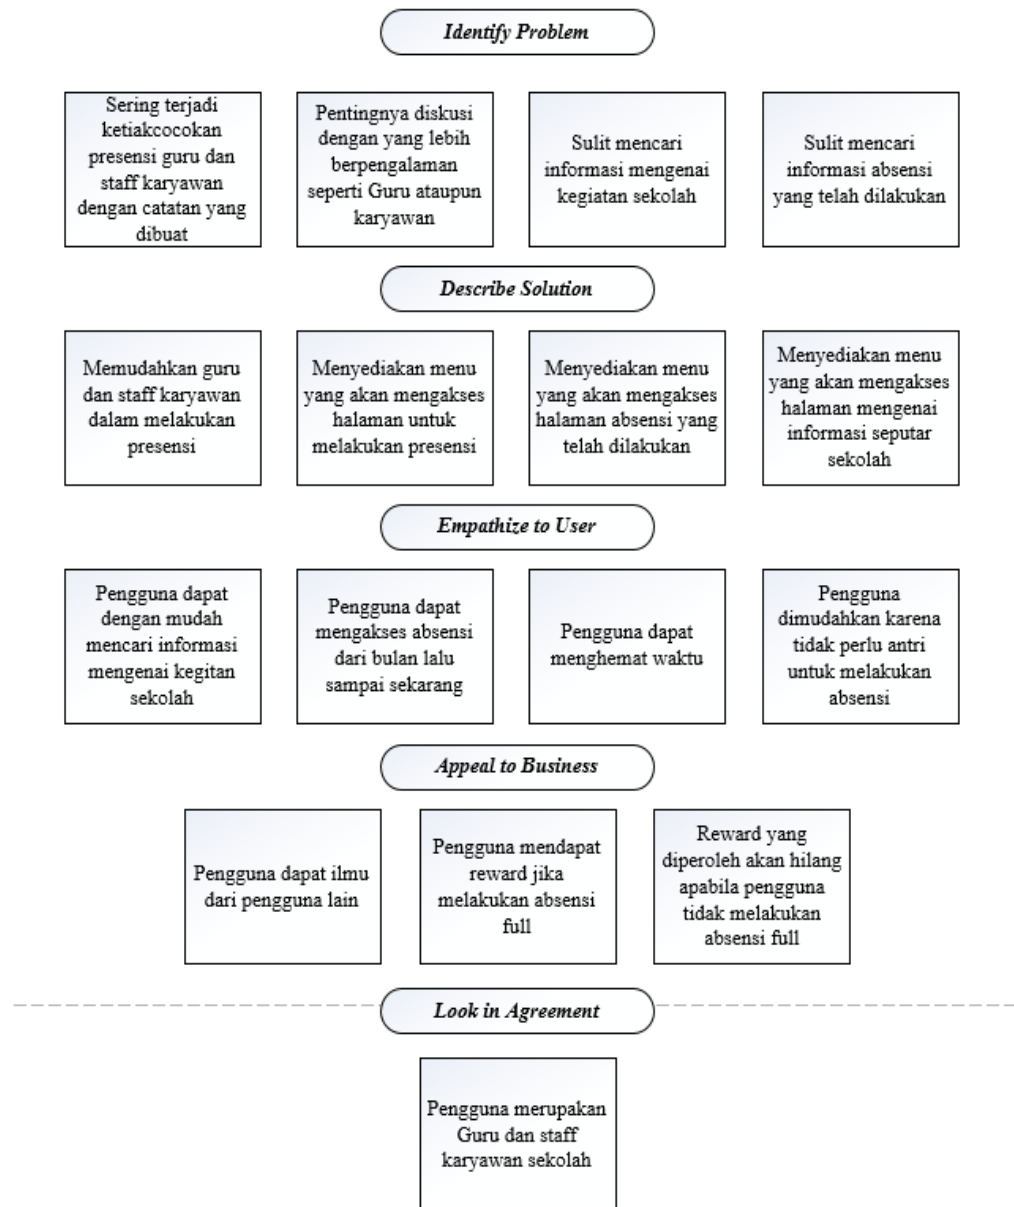 Identify Problem
Sering terjadi
ketiakcocokan
presensi guru dan
staff karyawan
dengan catatan yang
dibuat
Pentingnya diskusi
dengan yang lebih
berpengalaman
seperti Guru ataupun
karyawan
Sulit mencari
informasi mengenai
kegiatan sekolah
Sulit mencari
informasi absensi
yang telah dilakukan
Describe Solution
Memudahkan guru
dan staff karyawan
dalam melakukan
presensi
Menyediakan menu
yang akan mengakses
halaman untuk
melakukan presensi
Menyediakan menu
yang akan mengakses
halaman absensi yang
telah dilakukan
Menyediakan menu
yang akan mengakses
halaman mengenai
informasi seputar
sekolah
Empathize to User
Pengguna dapat
dengan mudah
mencari informasi
mengenai kegitan
sekolah
Pengguna dapat
mengakses absensi
dari bulan lalu
sampai sekarang
Pengguna dapat
menghemat waktu
Pengguna
dimudahkan karena
tidak perlu antri
untuk melakukan
absensi
Appeal to Business
Pengguna dapat ilmu
dari pengguna lain
Pengguna mendapat
reward jika
melakukan absensi
full
Reward yang
diperoleh akan hilang
apabila pengguna
tidak melakukan
absensi full
Look in Agreement
Pengguna merupakan
Guru dan staff
karyawan sekolah